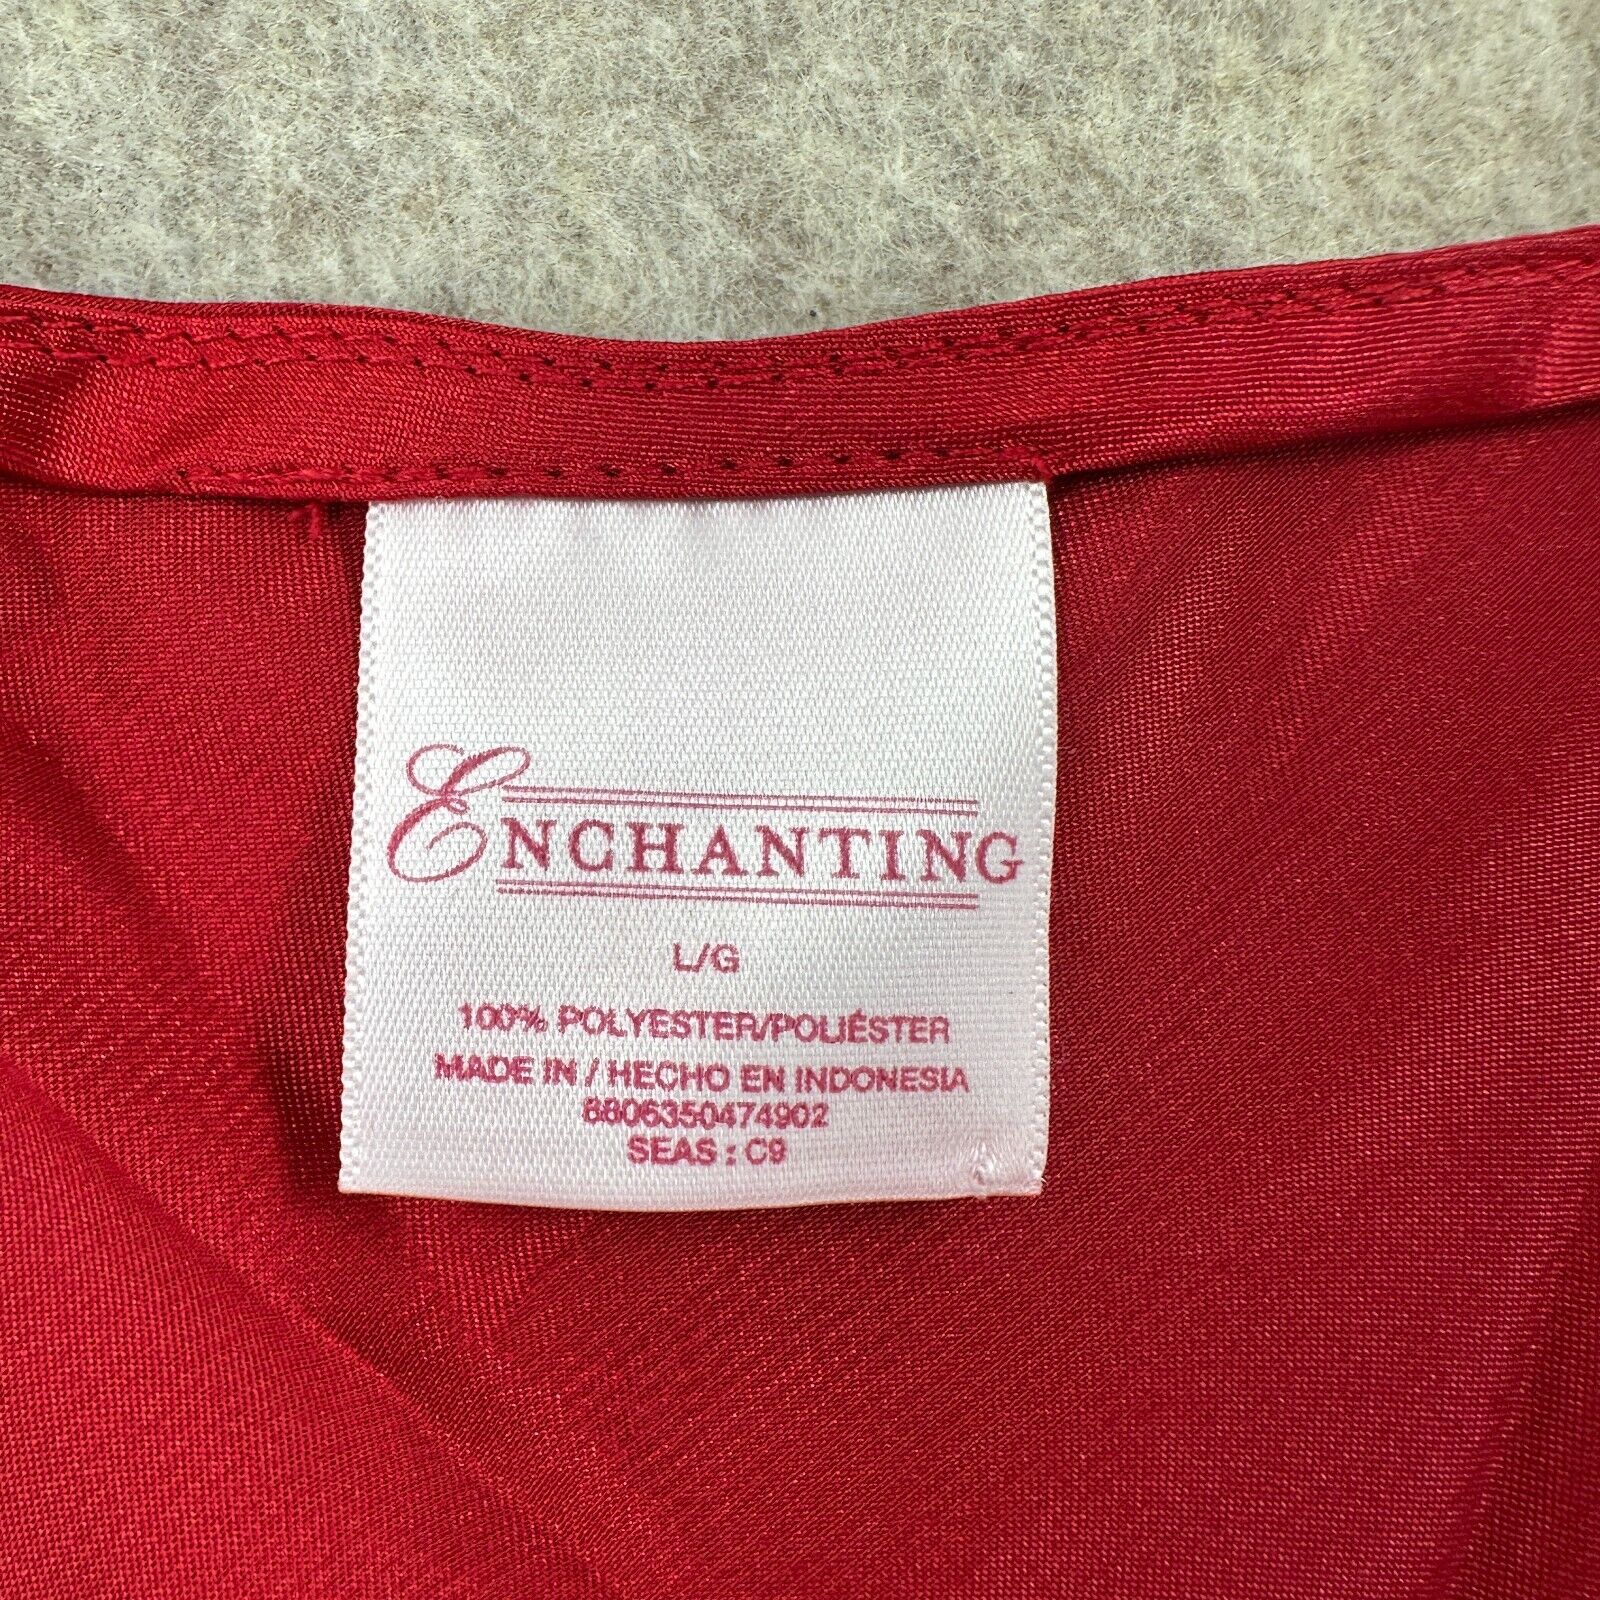 ENCHANTING
L/G
100% POLYESTER/POLIÉSTER
MADE IN / HECHO EN INDONESIA
8806350474902
SEAS : C9